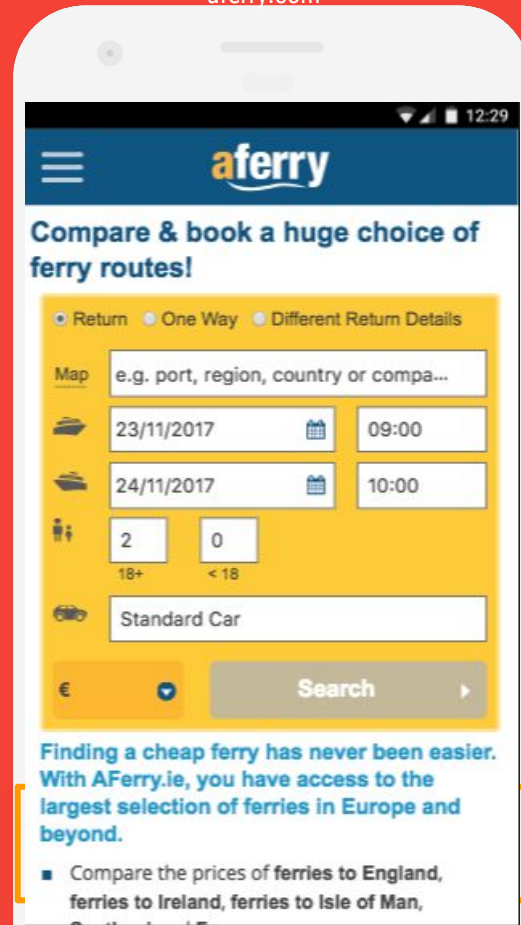 aferry.com
12:29
aferry
Compare & book a huge choice of
ferry routes!
Return One Way Different Return Details
Map e.g. port, region, country or compa...
23/11/2017 09:00
24/11/2017 10:00
2 0
18+ < 18
Standard Car
€ Search
Finding a cheap ferry has never been easier.
With AFerry.ie, you have access to the
largest selection of ferries in Europe and
beyond.
Compare the prices of ferries to England,
ferries to Ireland, ferries to Isle of Man,